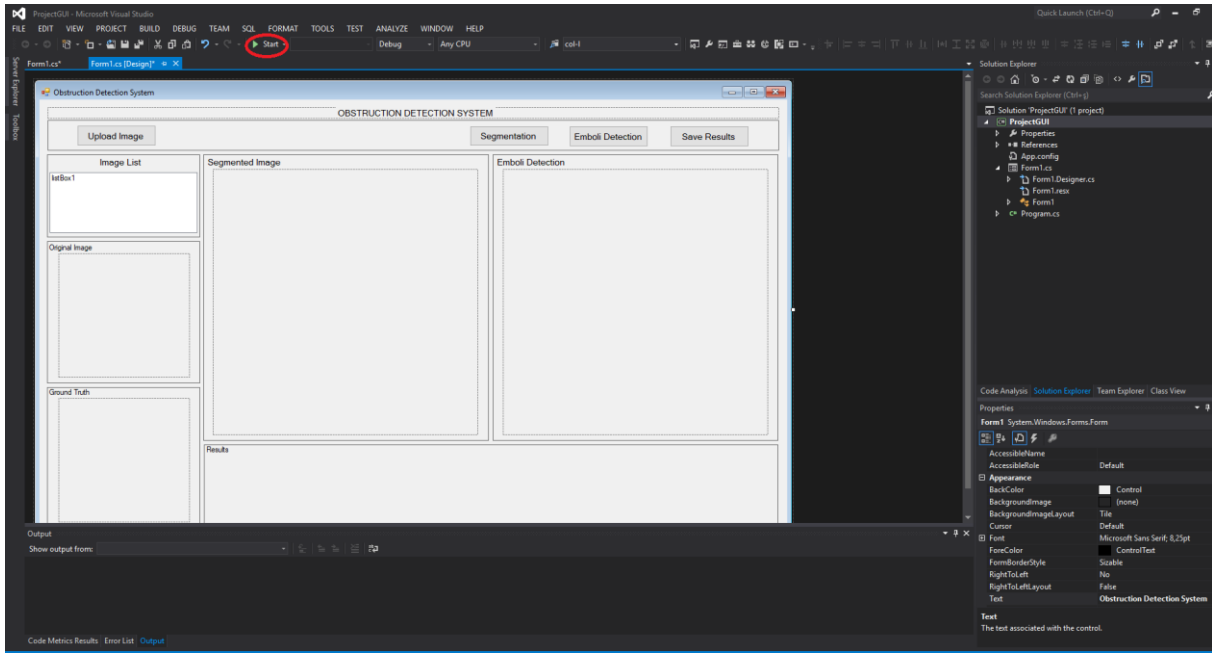 ProjectGUI - Microsoft Visual Studio
Quick Launch (Ctrl+Q)
FILE EDIT VIEW PROJECT BUILD DEBUG TEAM SQL FORMAT TOOLS TEST ANALYZE WINDOW HELP
Start Debug Any CPU col-1
Server Explorer
Toolbox
Form1.cs* Form1.cs [Design]*
Obstruction Detection System
OBSTRUCTION DETECTION SYSTEM
Upload Image Segmentation Emboli Detection Save Results
Image List
listBox1
Original Image
Ground Truth
Segmented Image
Emboli Detection
Results
Output
Show output from:
Code Metrics Results Error List Output
Solution Explorer
Search Solution Explorer (Ctrl+ş)
Solution 'ProjectGUI' (1 project)
ProjectGUI
Properties
References
App.config
Form1.cs
Form1.Designer.cs
Form1.resx
Form1
C# Program.cs
Code Analysis Solution Explorer Team Explorer Class View
Properties
Form1 System.Windows.Forms.Form
AccessibleName
AccessibleRole Default
Appearance
BackColor Control
BackgroundImage (none)
BackgroundImageLayout Tile
Cursor Default
Font Microsoft Sans Serif; 8,25pt
ForeColor ControlText
FormBorderStyle Sizable
RightToLeft No
RightToLeftLayout False
Text Obstruction Detection System
Text
The text associated with the control.